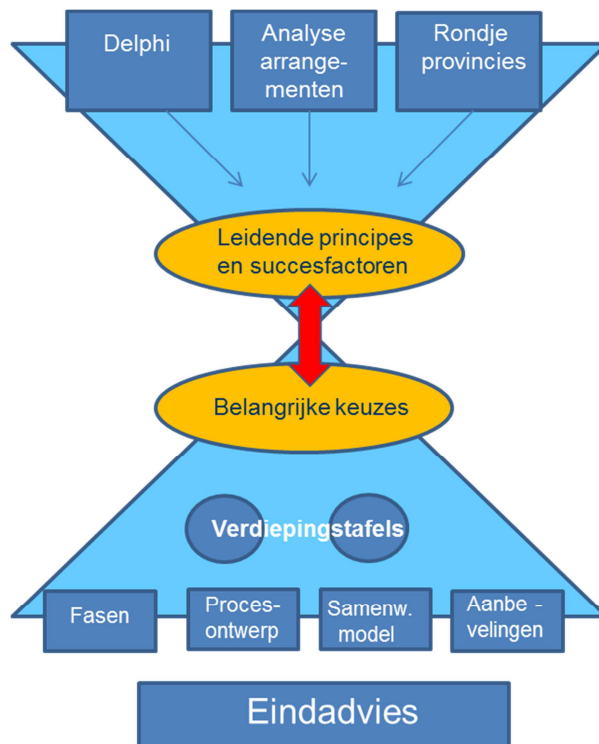 Delphi
Analyse
arrange-
menten
Rondje
provincies
Leidende principes
en succesfactoren
Belangrijke keuzes
Verdiepingstafels
Fasen
Proces-
ontwerp
Samenw.
model
Aanbe -
velingen
Eindadvies